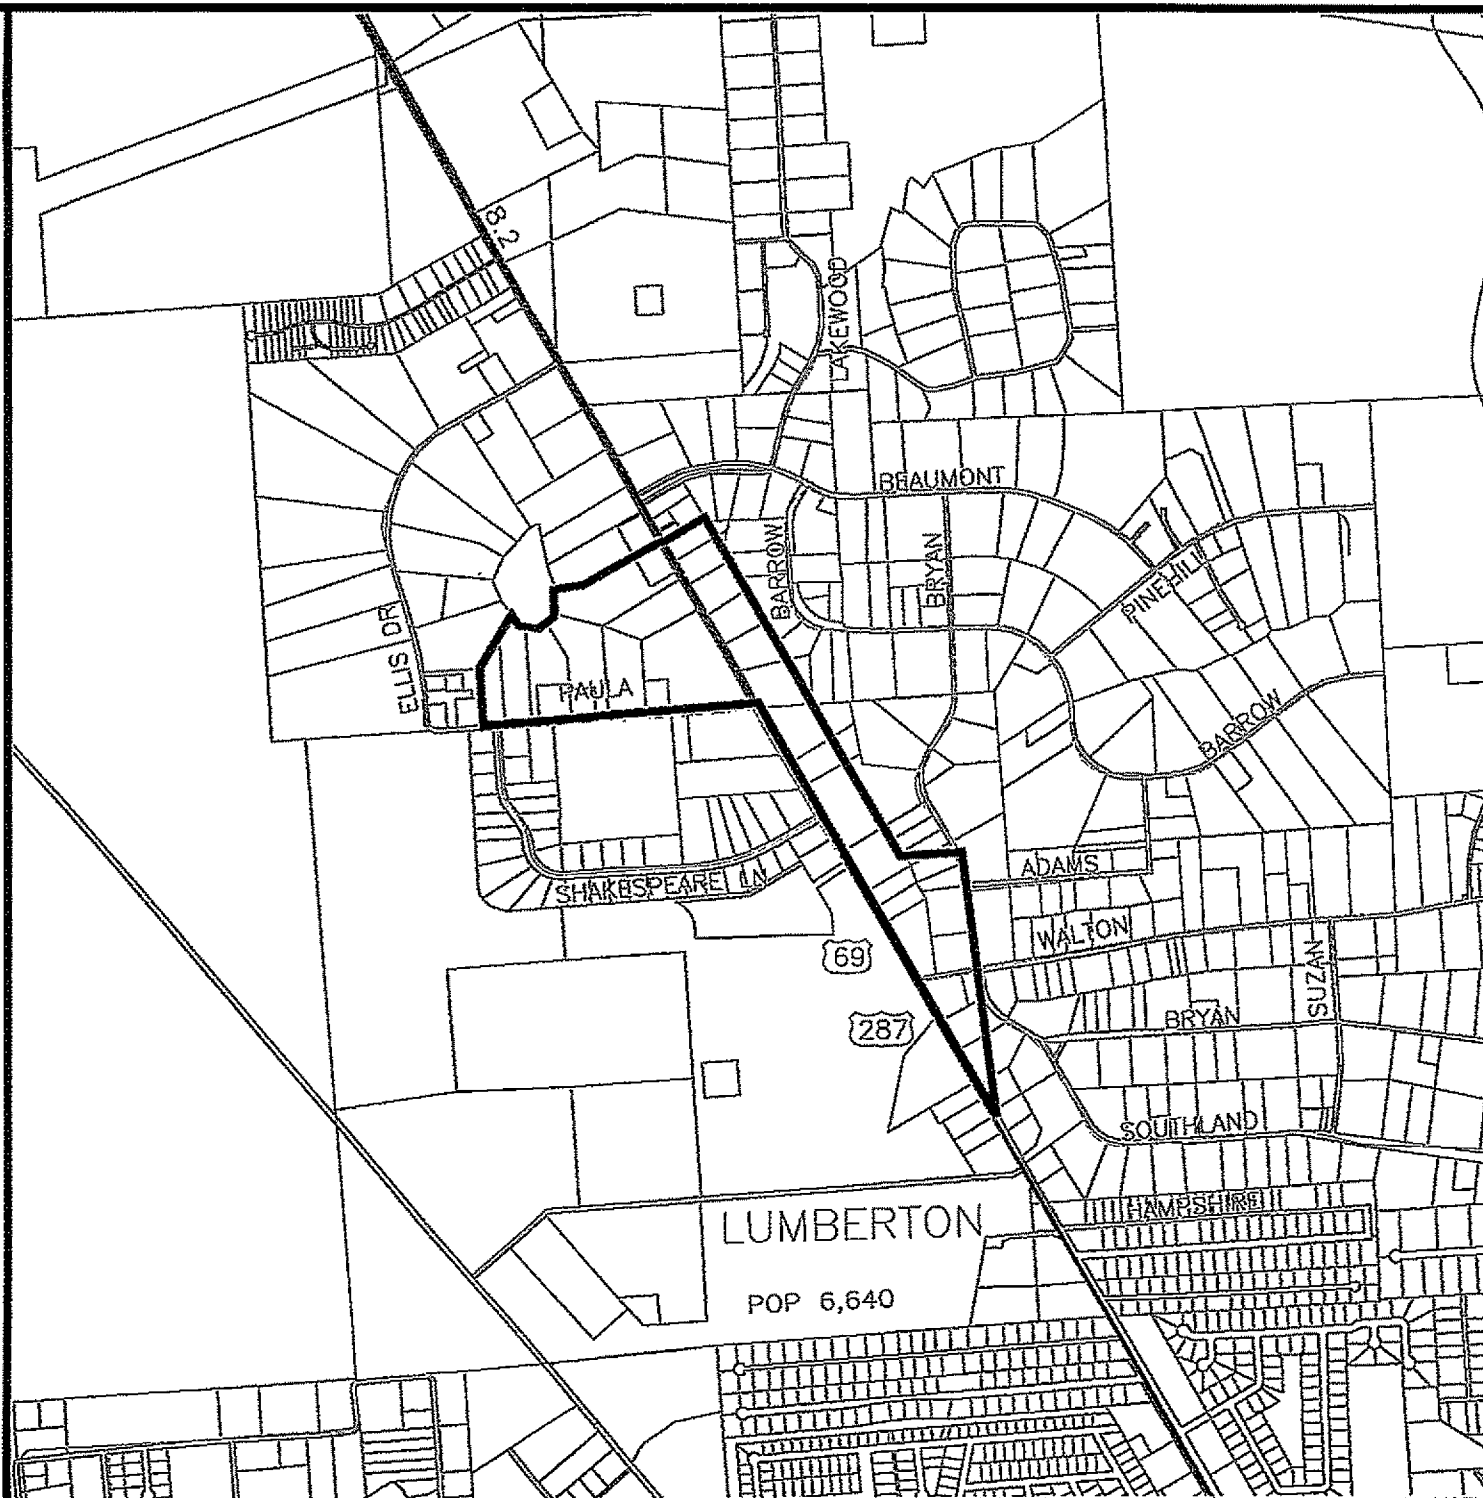 8.2
LAKEWOOD
BEAUMONT
BARROW
BRYAN
PINEHILL
ELLIS DR
PAULA
BARROW
ADAMS
SHAKESPEARE LN
WALTON
69
SUZAN
287
BRYAN
SOUTHLAND
HAMPSHIRE
LUMBERTON
POP 6,640